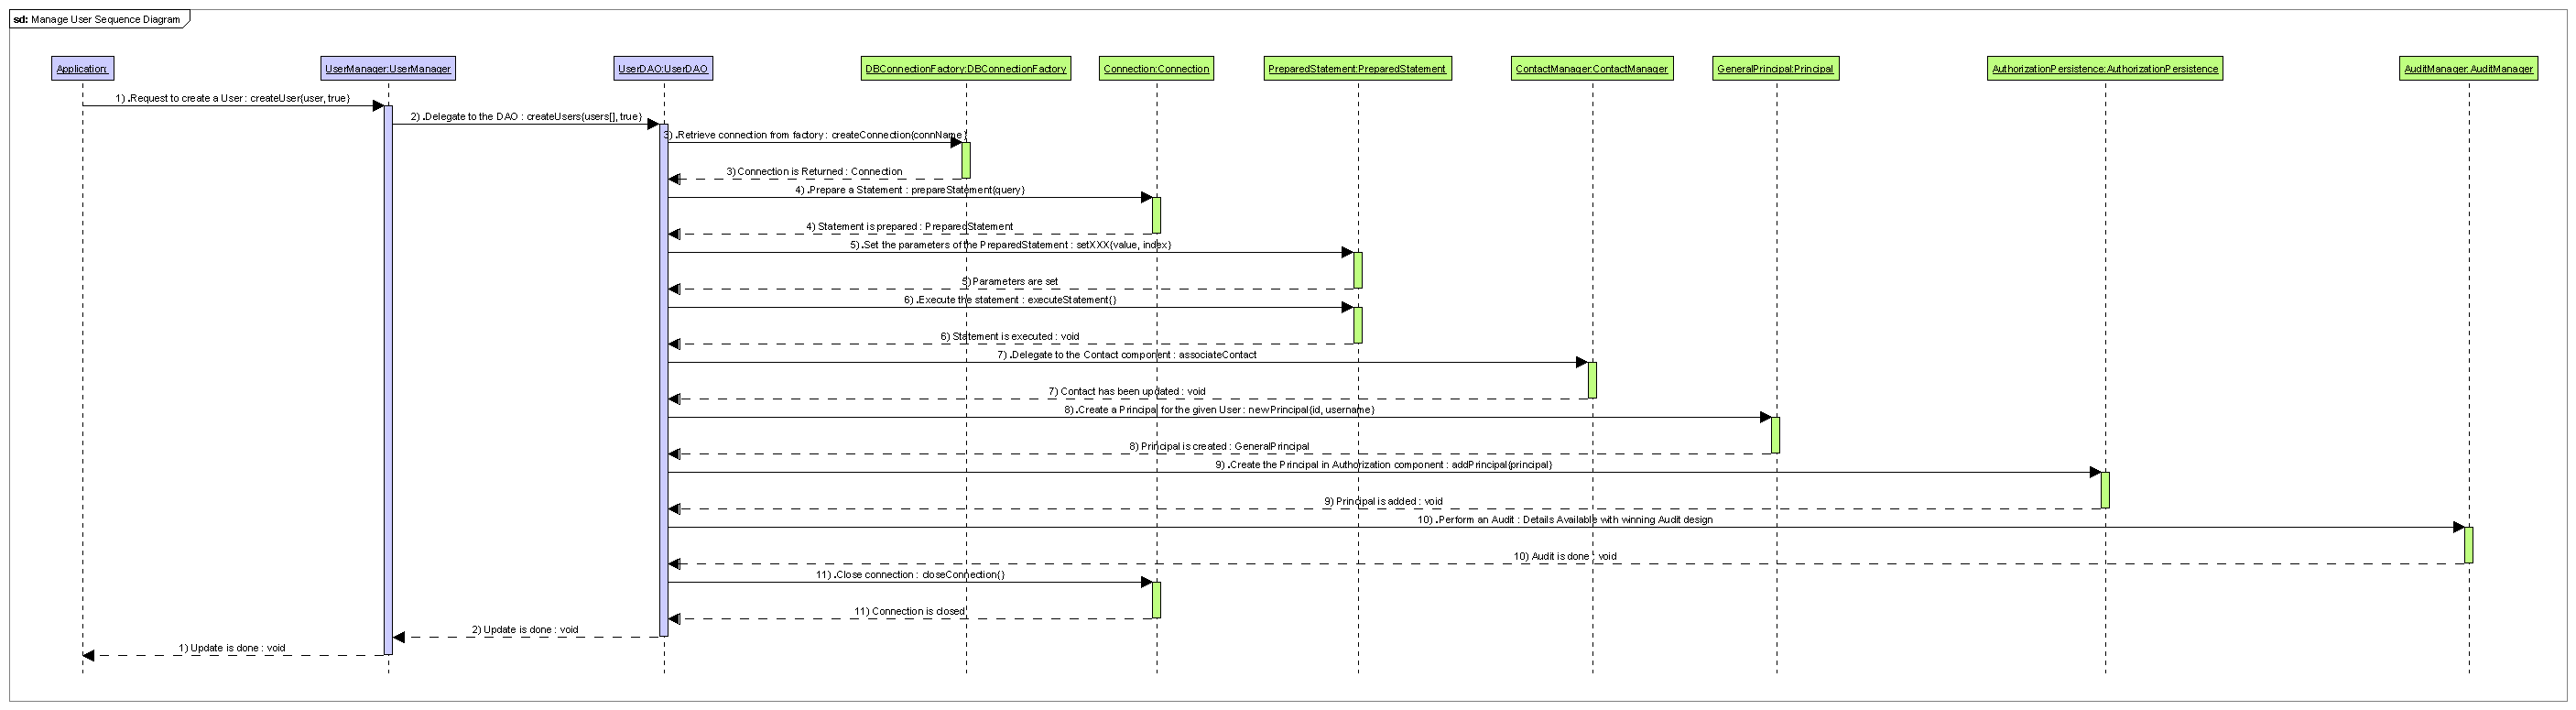 sd: Manage User Sequence Diagram
Application:
UserManager:UserManager
UserDAO:UserDAO
DBConnectionFactory:DBConnectionFactory
Connection:Connection
PreparedStatement:PreparedStatement
ContactManager:ContactManager
GeneralPrincipal:Principal
AuthorizationPersistence:AuthorizationPersistence
AuditManager:AuditManager
1) .Request to create a User : createUser(user, true)
2) .Delegate to the DAO : createUsers(users[], true)
3) .Retrieve connection from factory : createConnection(connName)
3) Connection is Returned : Connection
4) .Prepare a Statement : prepareStatement(query)
4) Statement is prepared : PreparedStatement
5) .Set the parameters of the PreparedStatement : setXXX(value, index)
5) Parameters are set
6) .Execute the statement : executeStatement()
6) Statement is executed : void
7) .Delegate to the Contact component : associateContact
7) Contact has been updated : void
8) .Create a Principal for the given User : newPrincipal(id, username)
8) Principal is created : GeneralPrincipal
9) .Create the Principal in Authorization component : addPrincipal(principal)
9) Principal is added : void
10) .Perform an Audit : Details Available with winning Audit design
10) Audit is done : void
11) .Close connection : closeConnection()
11) Connection is closed
2) Update is done : void
1) Update is done : void